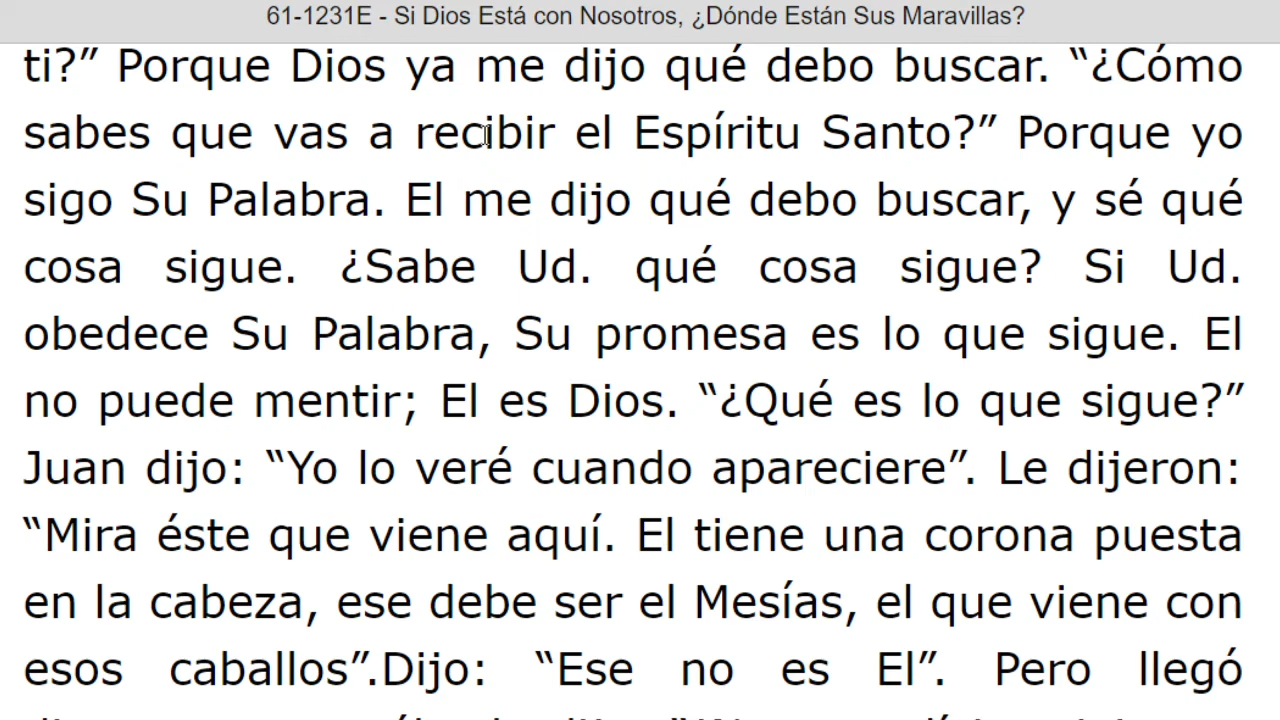 61-1231E - Si Dios Está con Nosotros, ¿Dónde Están Sus Maravillas?
ti?” Porque Dios ya me dijo qué debo buscar. “¿Cómo
sabes que vas a recibir el Espíritu Santo?” Porque yo
sigo Su Palabra. El me dijo qué debo buscar, y sé qué
cosa sigue. ¿Sabe Ud. qué cosa sigue? Si Ud.
obedece Su Palabra, Su promesa es lo que sigue. El
no puede mentir; El es Dios. “¿Qué es lo que sigue?”
Juan dijo: “Yo lo veré cuando apareciere”. Le dijeron:
“Mira éste que viene aquí. El tiene una corona puesta
en la cabeza, ese debe ser el Mesías, el que viene con
esos caballos”.Dijo: “Ese no es El”. Pero llegó